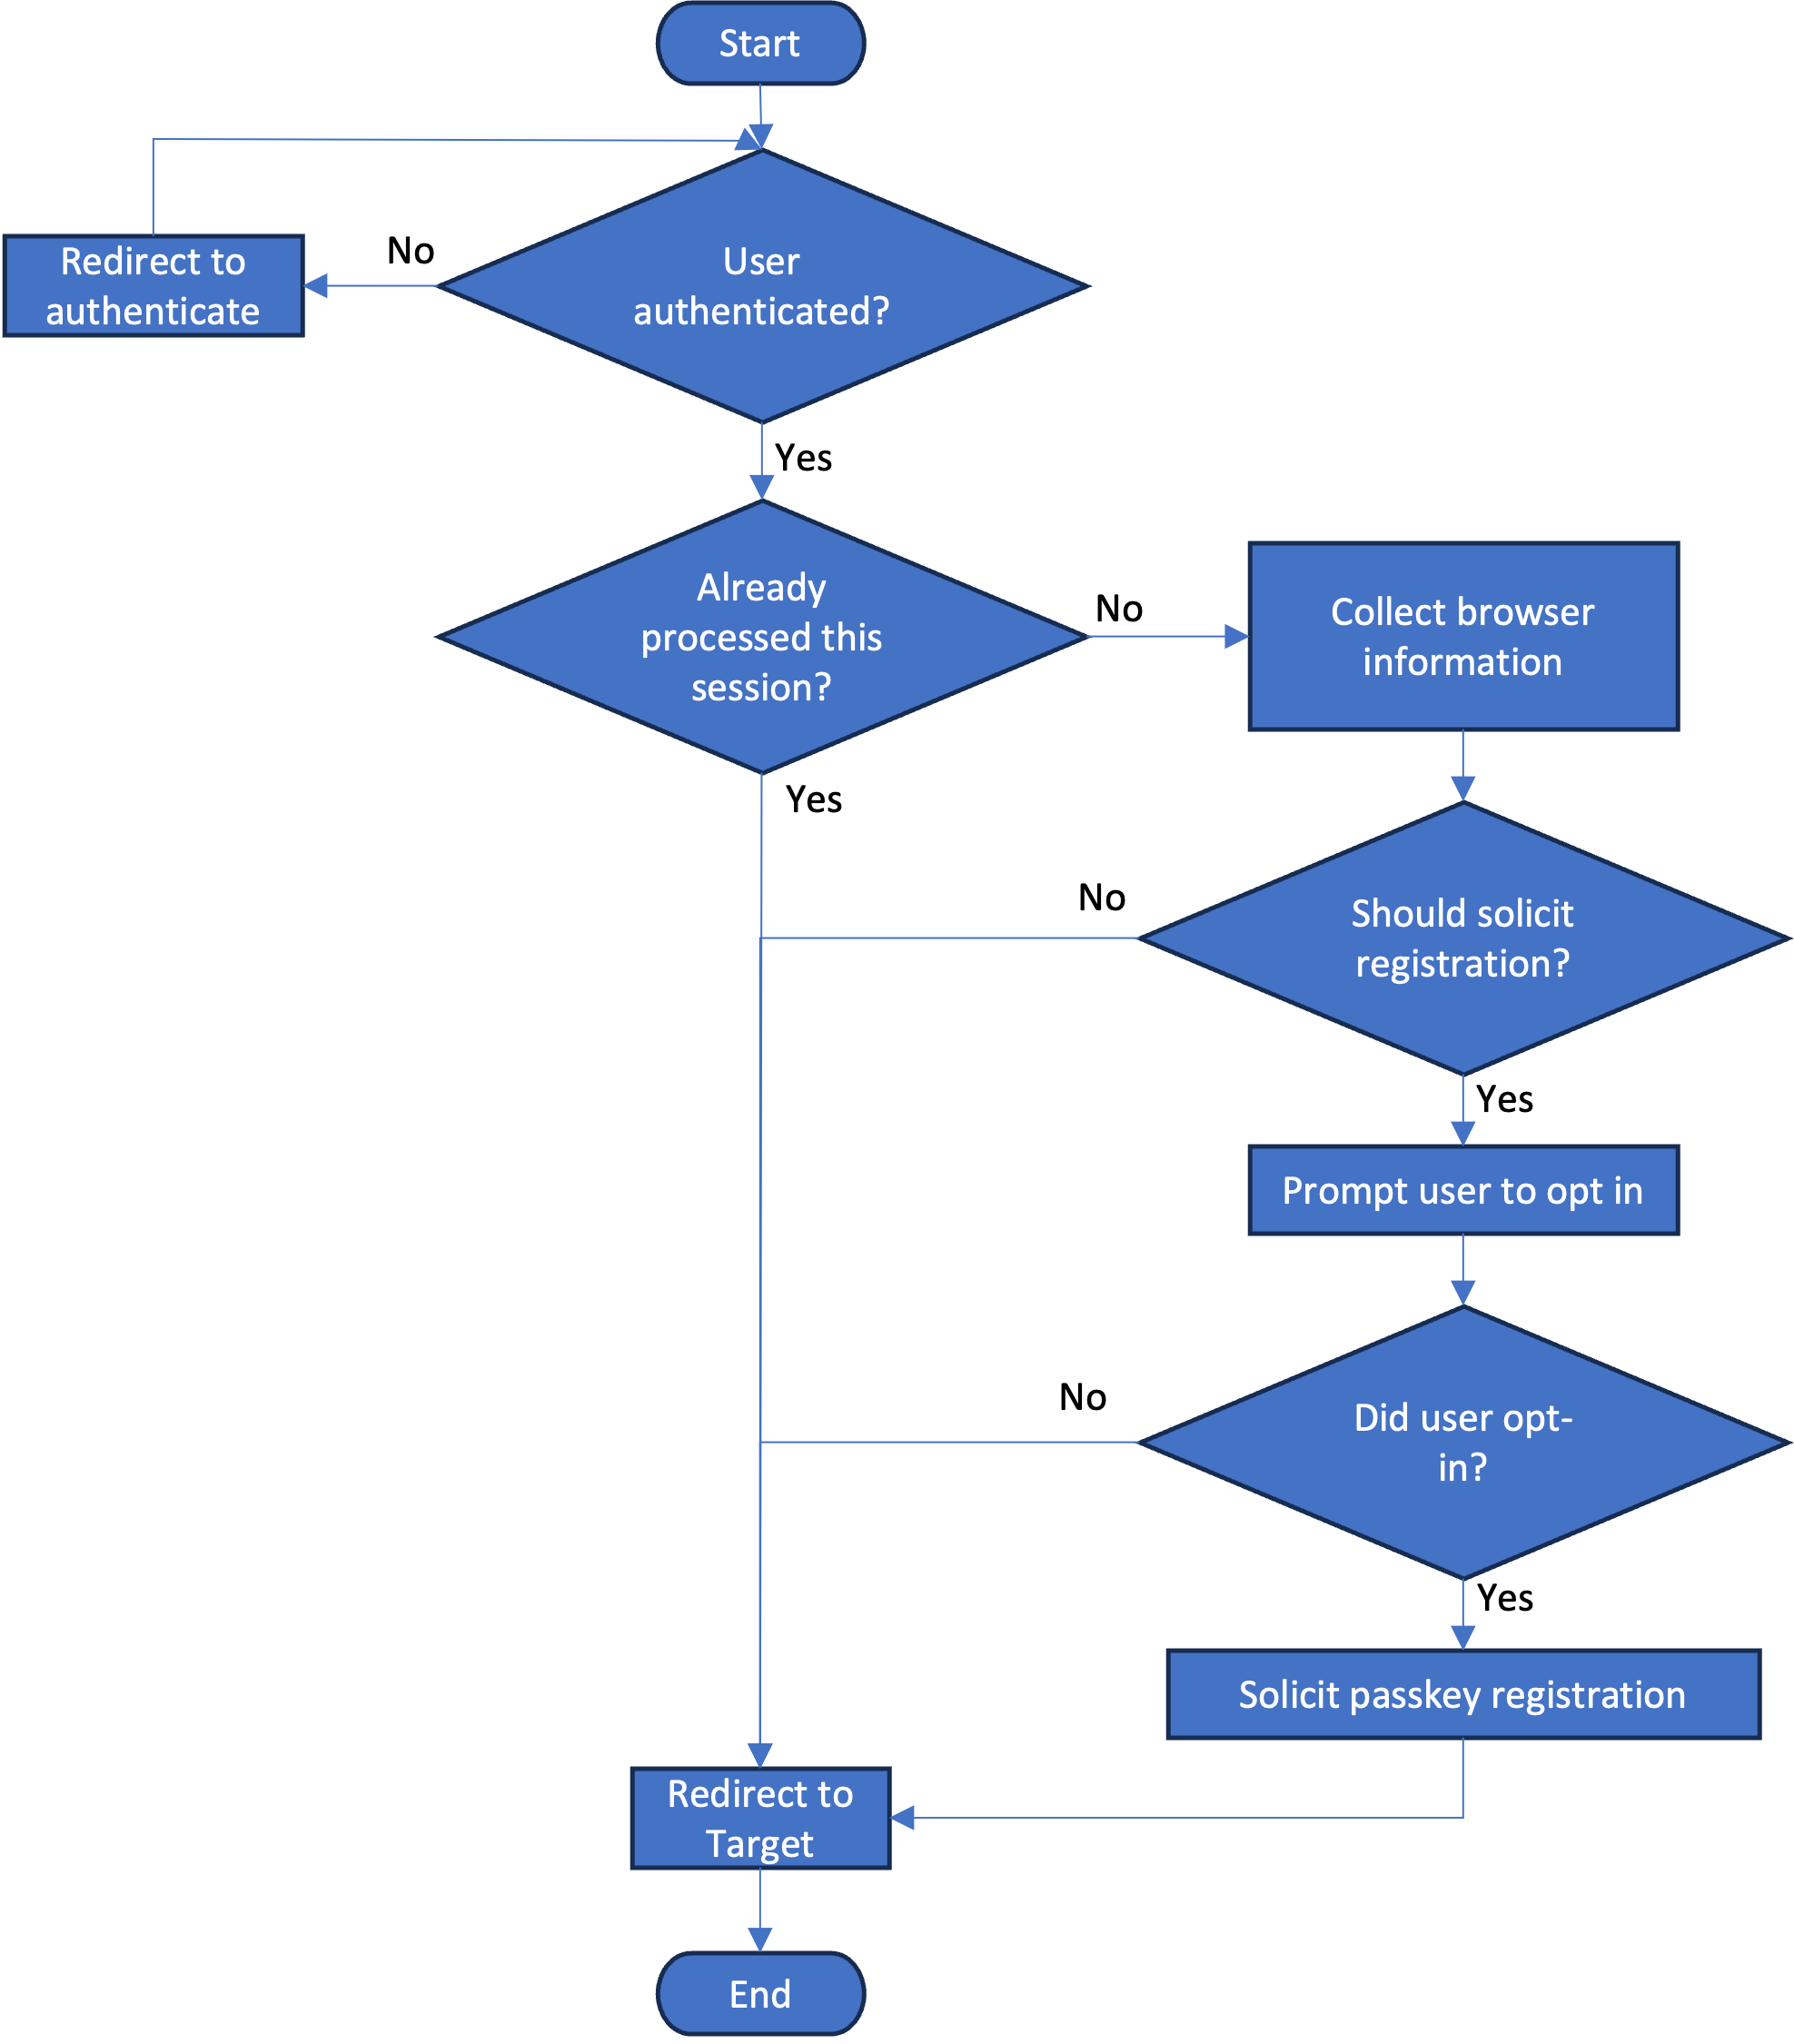 Start
No
Redirect to
authenticate
User
authenticated?
Yes
Already
processed this
session?
No
Collect browser
information
Yes
No
Should solicit
registration?
Yes
Prompt user to opt in
No
Did user opt-
in?
Yes
Solicit passkey registration
Redirect to
Target
End